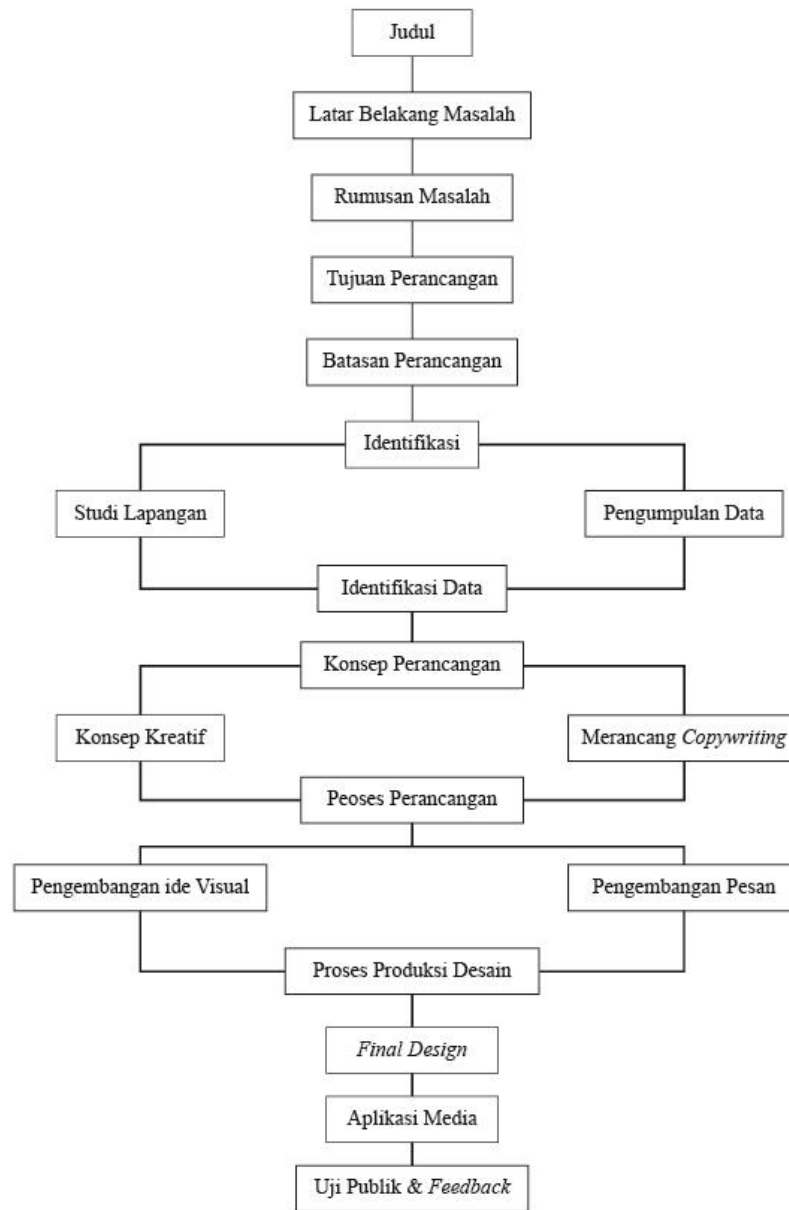 Judul
Latar Belakang Masalah
Rumusan Masalah
Tujuan Perancangan
Batasan Perancangan
Identifikasi
Studi Lapangan
Pengumpulan Data
Identifikasi Data
Konsep Perancangan
Konsep Kreatif
Merancang Copywriting
Peoses Perancangan
Pengembangan ide Visual
Pengembangan Pesan
Proses Produksi Desain
Final Design
Aplikasi Media
Uji Publik & Feedback